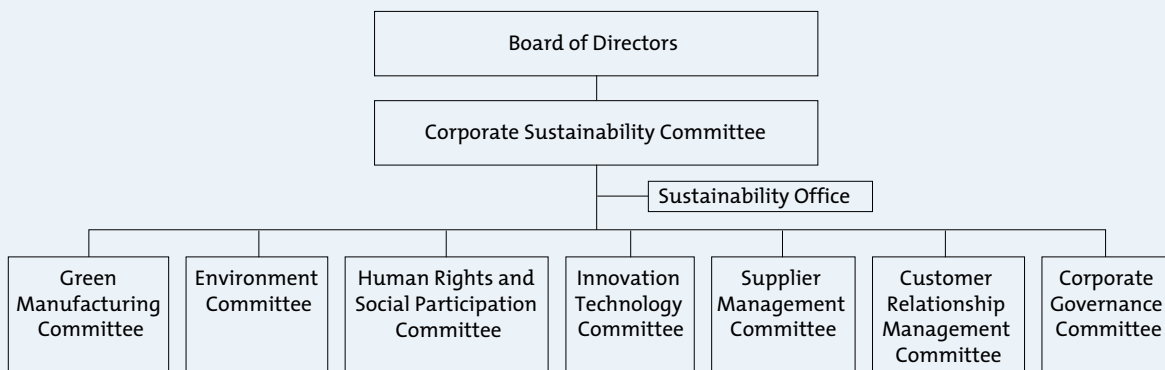 Board of Directors
Corporate Sustainability Committee
Sustainability Office
Green
Manufacturing
Committee
Environment
Committee
Human Rights and
Social Participation
Committee
Innovation
Technology
Committee
Supplier
Management
Committee
Customer
Relationship
Management
Committee
Corporate
Governance
Committee